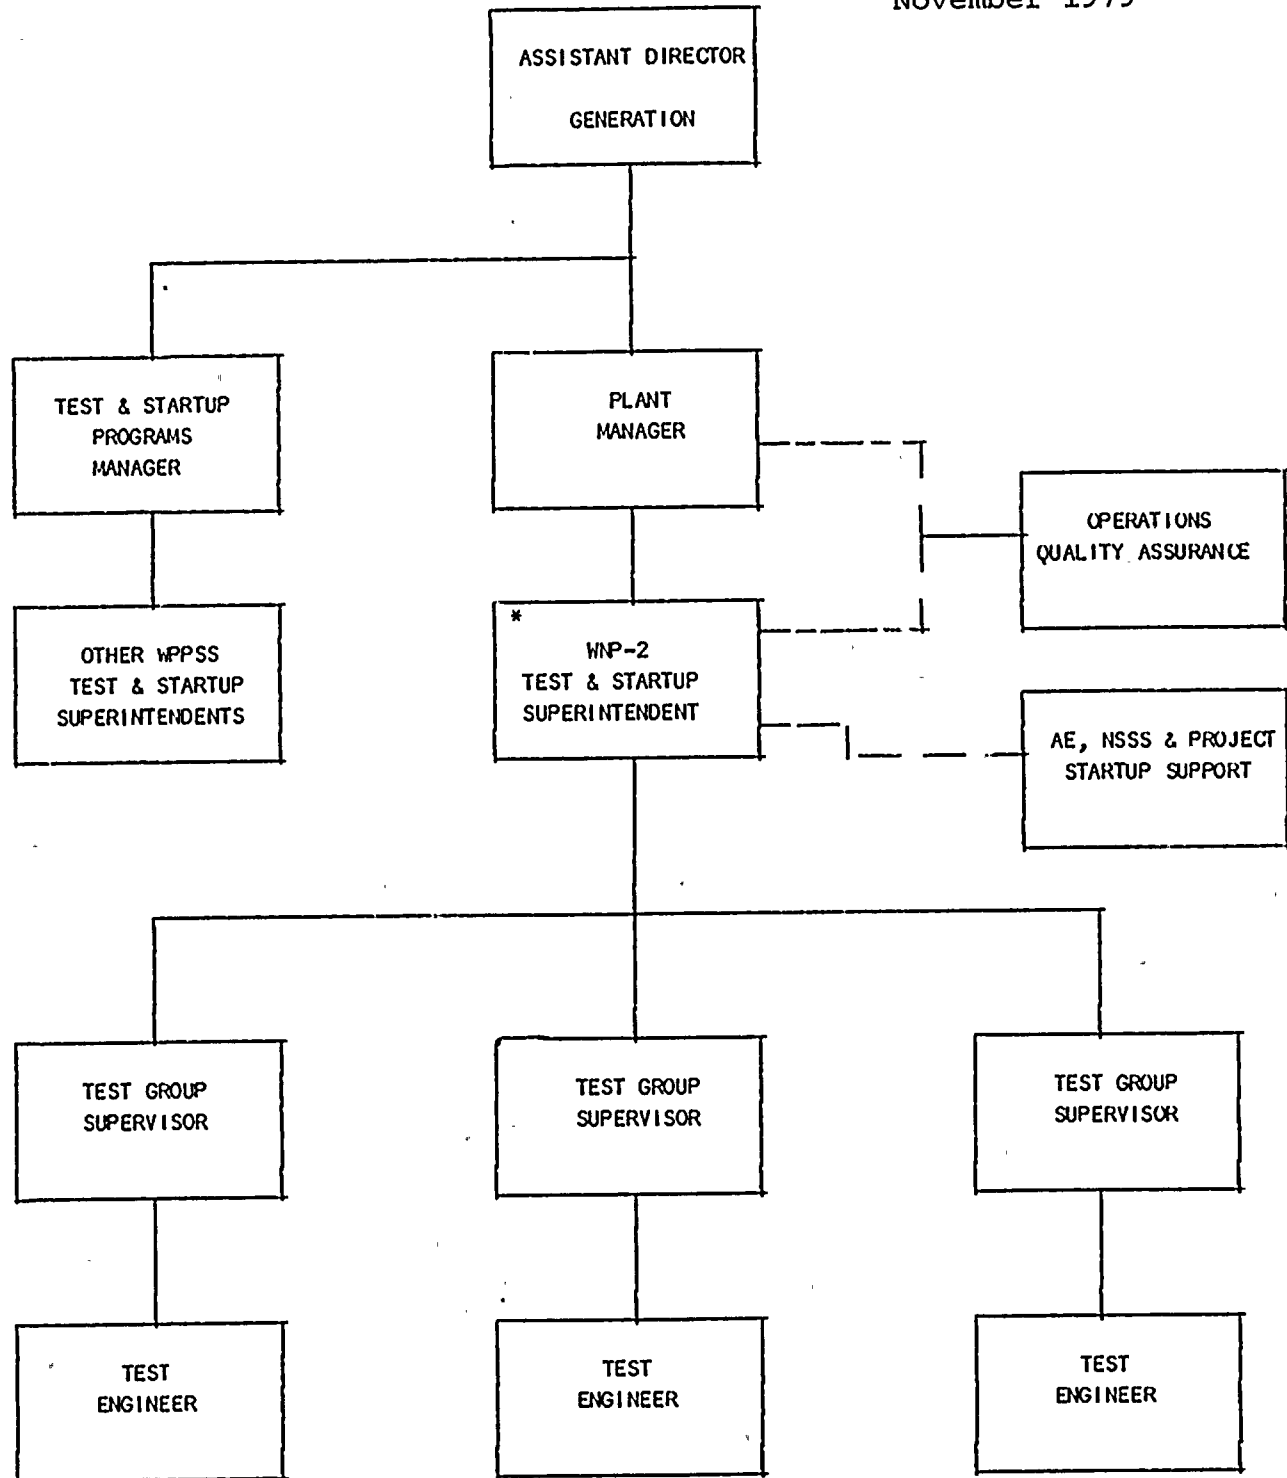 November 1979
ASSISTANT DIRECTOR
GENERATION
TEST & STARTUP
PROGRAMS
MANAGER
PLANT
MANAGER
OPERATIONS
QUALITY ASSURANCE
OTHER WPPSS
TEST & STARTUP
SUPERINTENDENTS
*
WNP-2
TEST & STARTUP
SUPERINTENDENT
AE, NSSS & PROJECT
STARTUP SUPPORT
TEST GROUP
SUPERVISOR
TEST GROUP
SUPERVISOR
TEST GROUP
SUPERVISOR
TEST
ENGINEER
TEST
ENGINEER
TEST
ENGINEER